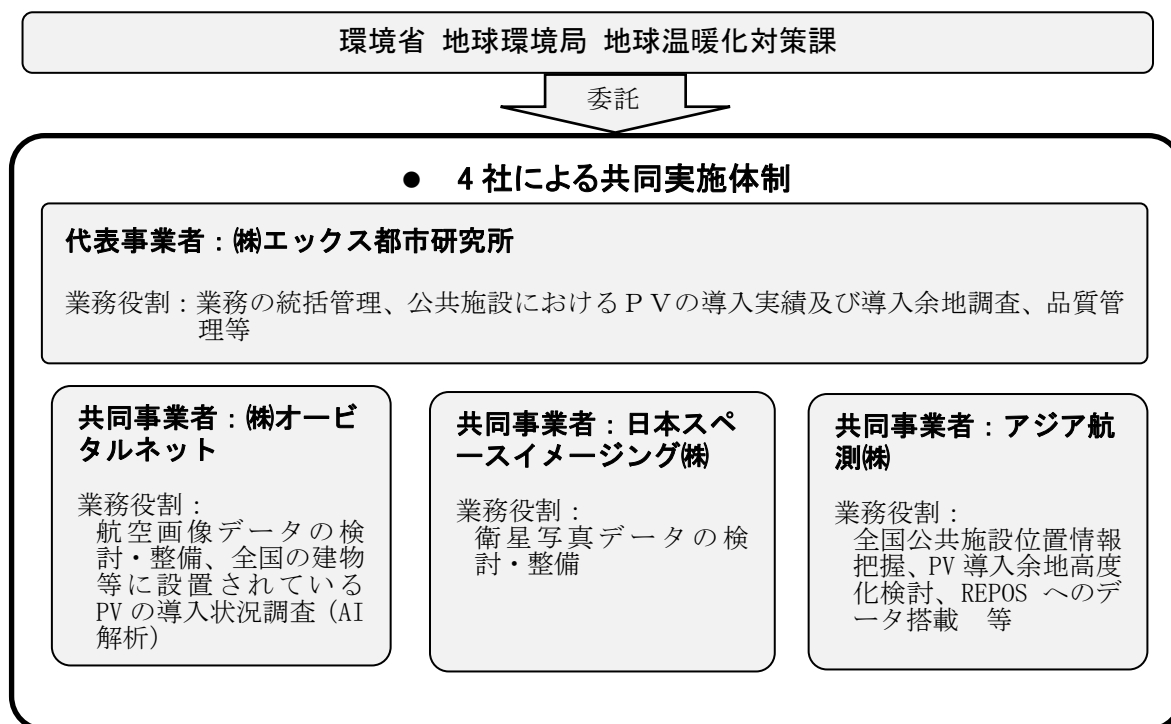 環境省 地球環境局 地球温暖化対策課
委託
● 4社による共同実施体制
代表事業者：㈱エックス都市研究所
業務役割：業務の統括管理、公共施設におけるＰＶの導入実績及び導入余地調査、品質管
理等
共同事業者：㈱オービ
タルネット
業務役割：
航空画像データの検
討・整備、全国の建物
等に設置されている
PVの導入状況調査（AI
解析）
共同事業者：日本スペ
ースイメージング㈱
業務役割：
衛星写真データの検
討・整備
共同事業者：アジア航
測㈱
業務役割：
全国公共施設位置情報
把握、PV導入余地高度
化検討、REPOS へのデ
ータ搭載　等